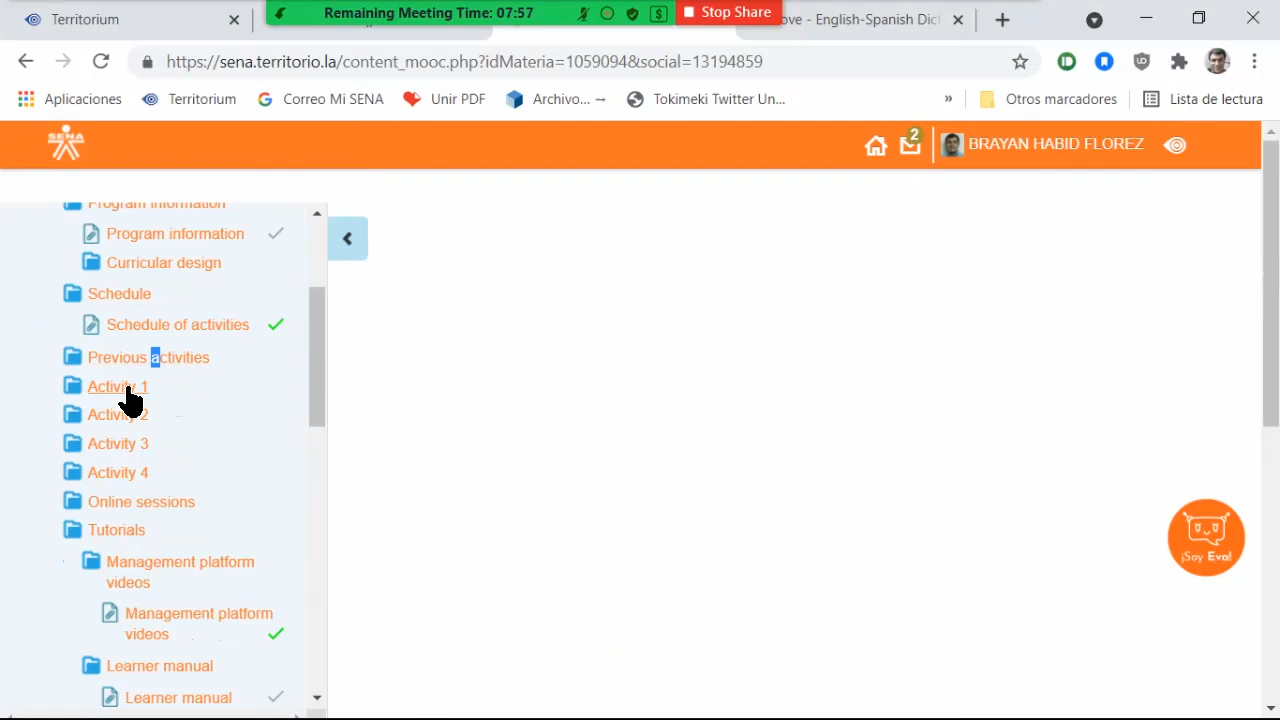 Territorium
Remaining Meeting Time: 07:57
Stop Share
ove - English-Spanish Dic
https://sena.territorio.la/content_mooc.php?idMateria=1059094&social=13194859
Aplicaciones
Territorium
Correo Mi SENA
Unir PDF
Archivo... →
Tokimeki Twitter Un...
»
Otros marcadores
Lista de lectura
SENA
2
BRAYAN HABID FLOREZ
Program information
Program information
Curricular design
Schedule
Schedule of activities
Previous activities
Activity 1
Activity 2
Activity 3
Activity 4
Online sessions
Tutorials
Management platform
videos
Management platform
videos
Learner manual
Learner manual
¡Soy Eva!